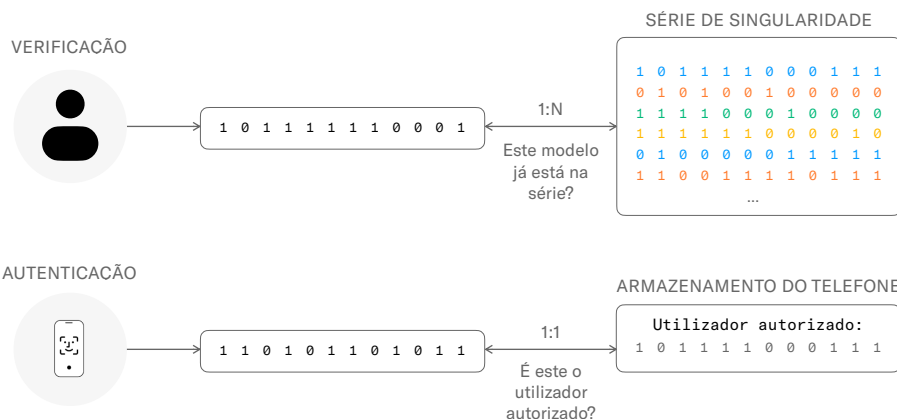 SÉRIE DE SINGULARIDADE
VERIFICAÇÃO
1 0 1 1 1 1 1 1 0 0 0 1
1:N
Este modelo
já está na
série?
1 0 1 1 1 1 0 0 0 1 1 1
0 1 0 1 0 0 1 0 0 0 0 0
1 1 1 1 0 0 0 1 0 0 0 0
1 1 1 1 1 1 0 0 0 0 1 0
0 1 0 0 0 0 0 1 1 1 1 1
1 1 0 0 1 1 1 1 0 1 1 1
...
AUTENTICAÇÃO
1 1 0 1 0 1 1 0 1 0 1 1
1:1
É este o
utilizador
autorizado?
ARMAZENAMENTO DO TELEFONE
Utilizador autorizado:
1 0 1 1 1 1 0 0 0 1 1 1